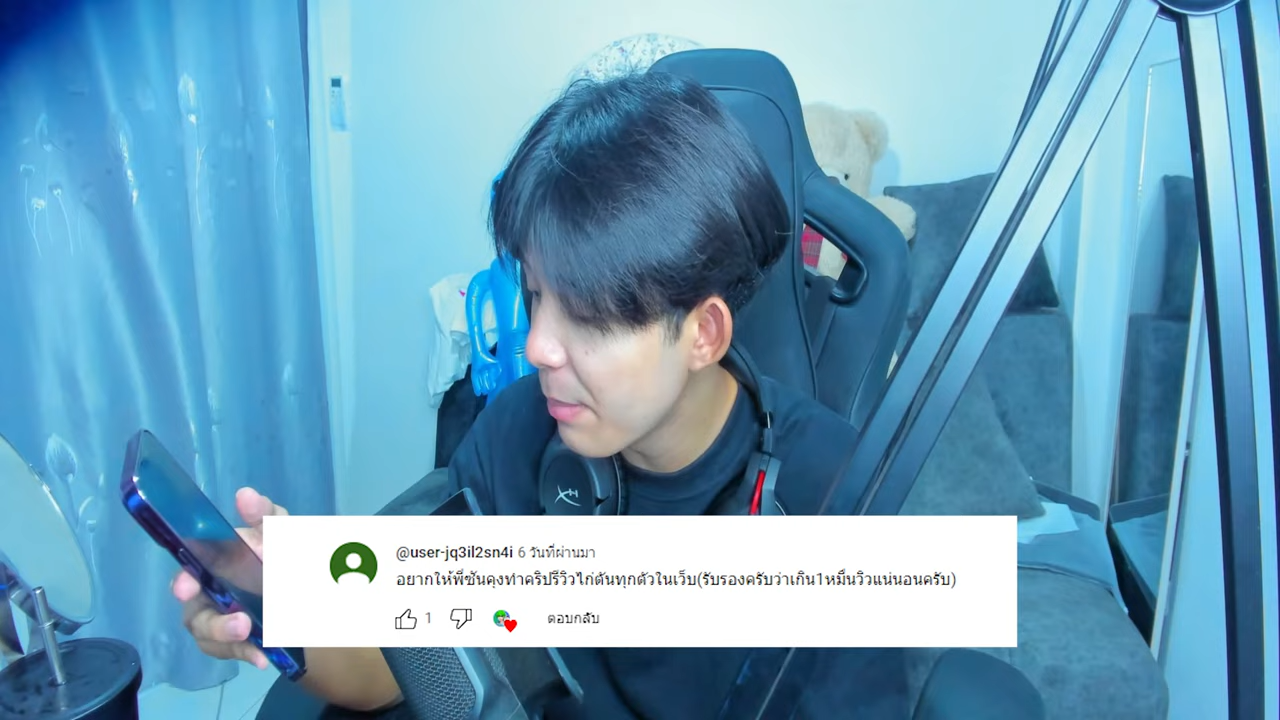 @user-jq3il2sn4i 6 วันที่ผ่านมา
อยากให้พี่ซันคุงทำคริปรีวิวไก่ตันทุกตัวในเว็บ(รับรองครับว่าเกิน1หมื่นวิวแน่นอนครับ)
1 ตอบกลับ